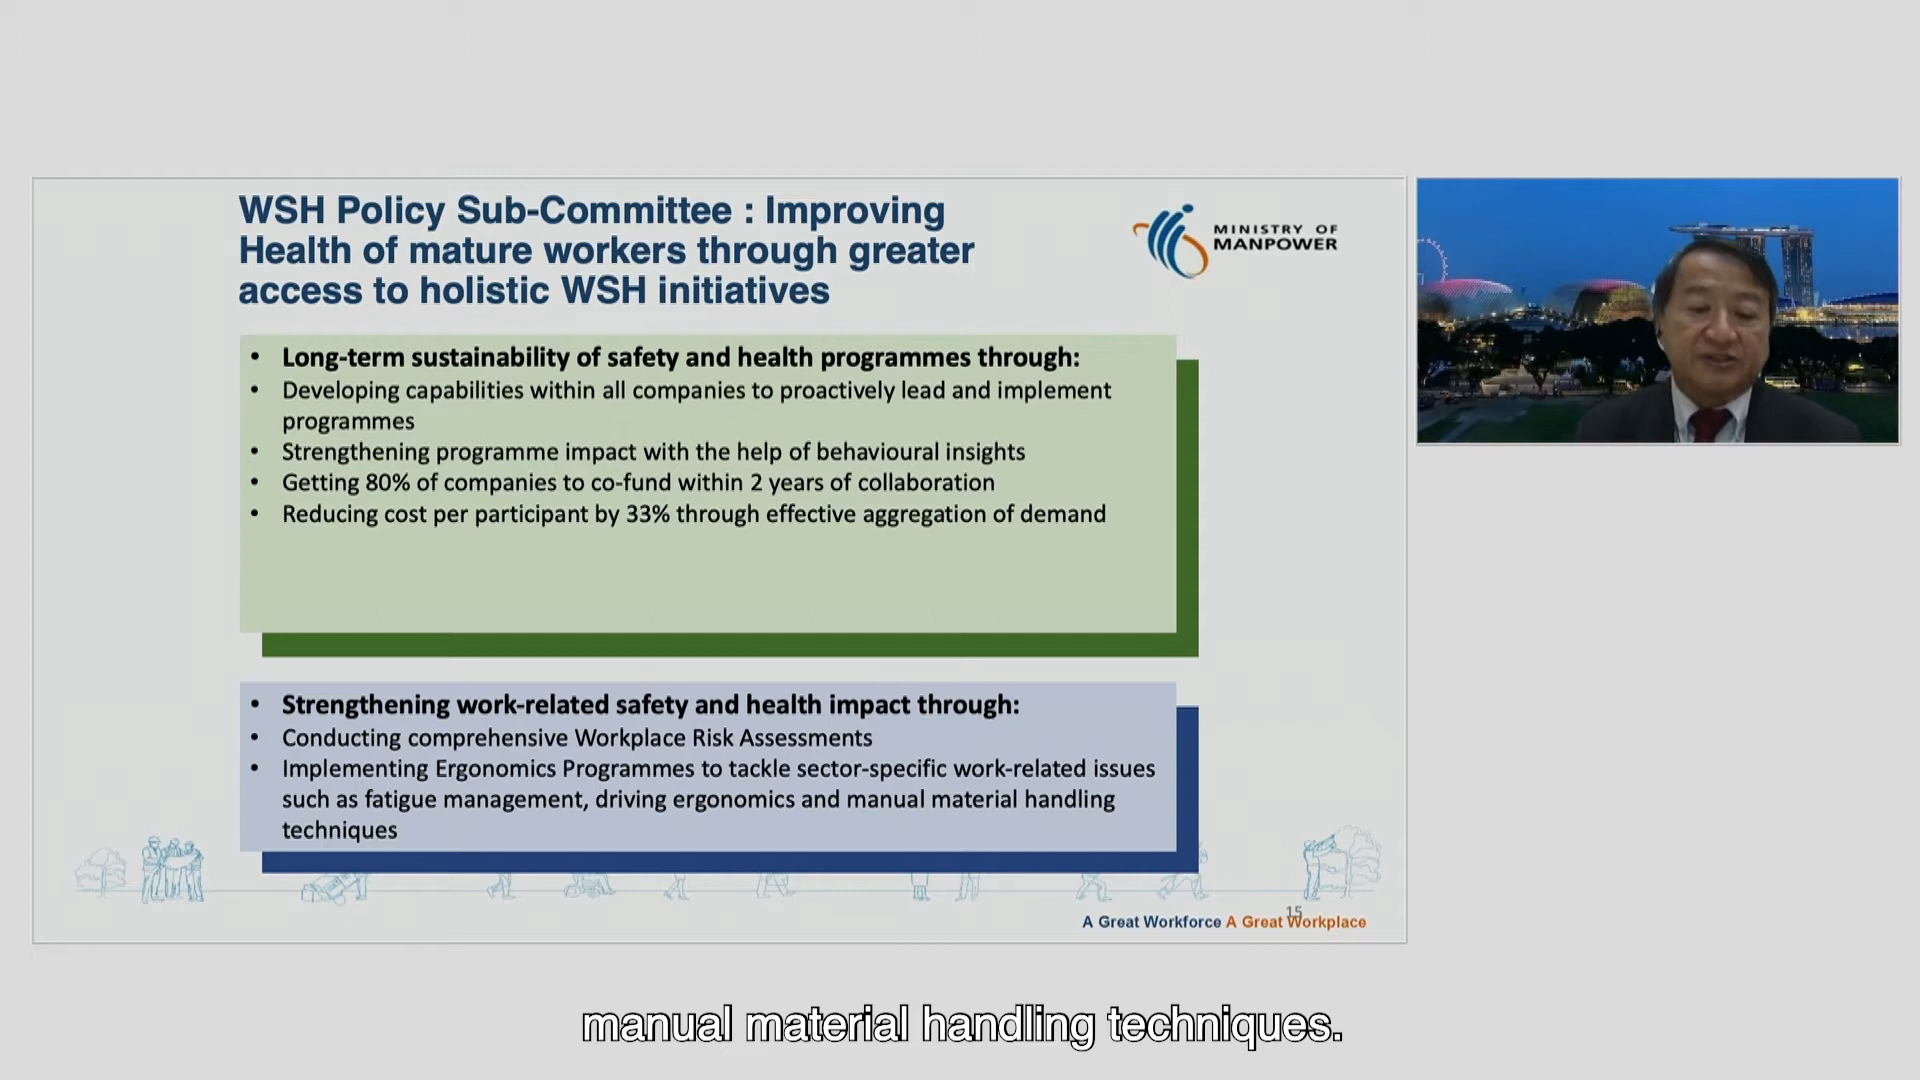 WSH Policy Sub-Committee : Improving
Health of mature workers through greater
access to holistic WSH initiatives
MINISTRY OF
MANPOWER
• Long-term sustainability of safety and health programmes through:
• Developing capabilities within all companies to proactively lead and implement
programmes
• Strengthening programme impact with the help of behavioural insights
• Getting 80% of companies to co-fund within 2 years of collaboration
• Reducing cost per participant by 33% through effective aggregation of demand
• Strengthening work-related safety and health impact through:
• Conducting comprehensive Workplace Risk Assessments
• Implementing Ergonomics Programmes to tackle sector-specific work-related issues
such as fatigue management, driving ergonomics and manual material handling
techniques
15
A Great Workforce A Great Workplace
manual material handling techniques.